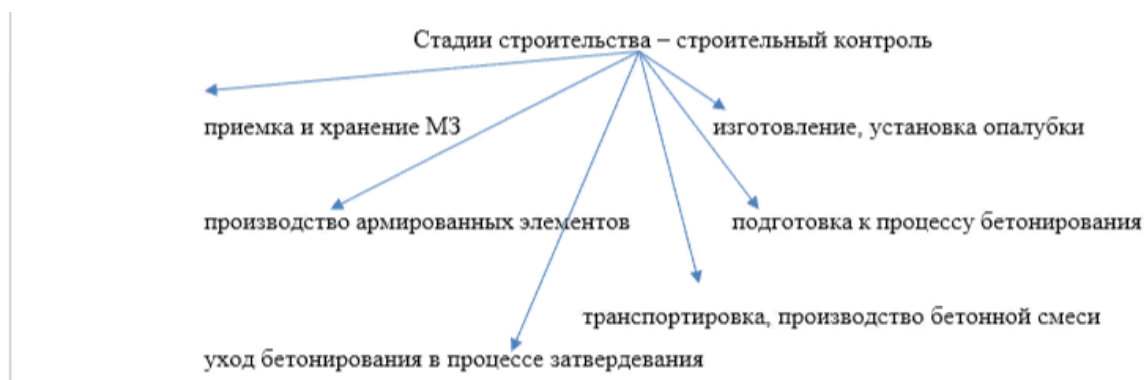 Стадии строительства – строительный контроль
приемка и хранение МЗ
изготовление, установка опалубки
производство армированных элементов
подготовка к процессу бетонирования
транспортировка, производство бетонной смеси
уход бетонирования в процессе затвердевания